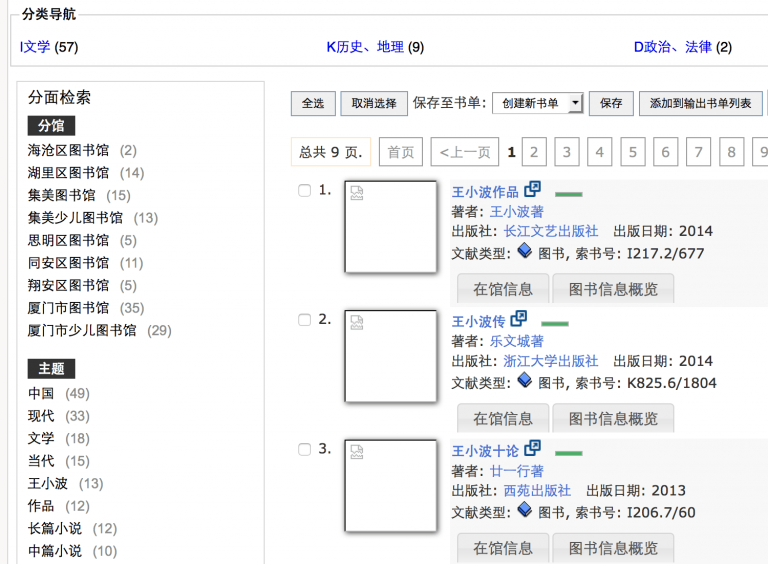 分类导航
I文学 (57) K历史、地理 (9) D政治、法律 (2)
分面检索
分馆
海沧区图书馆 (2)
湖里区图书馆 (14)
集美图书馆 (15)
集美少儿图书馆 (13)
思明区图书馆 (5)
同安区图书馆 (11)
翔安区图书馆 (5)
厦门市图书馆 (35)
厦门市少儿图书馆 (29)
主题
中国 (49)
现代 (33)
文学 (18)
当代 (15)
王小波 (13)
作品 (12)
长篇小说 (12)
中篇小说 (10)
全选 取消选择 保存至书单: 创建新书单 保存 添加到输出书单列表
总共 9 页. 首页 <上一页 1 2 3 4 5 6 7 8 9
1. 王小波作品
著者: 王小波著
出版社: 长江文艺出版社 出版日期: 2014
文献类型: 图书, 索书号: I217.2/677
在馆信息 图书信息概览
2. 王小波传
著者: 乐文城著
出版社: 浙江大学出版社 出版日期: 2014
文献类型: 图书, 索书号: K825.6/1804
在馆信息 图书信息概览
3. 王小波十论
著者: 廿一行著
出版社: 西苑出版社 出版日期: 2013
文献类型: 图书, 索书号: I206.7/60
在馆信息 图书信息概览